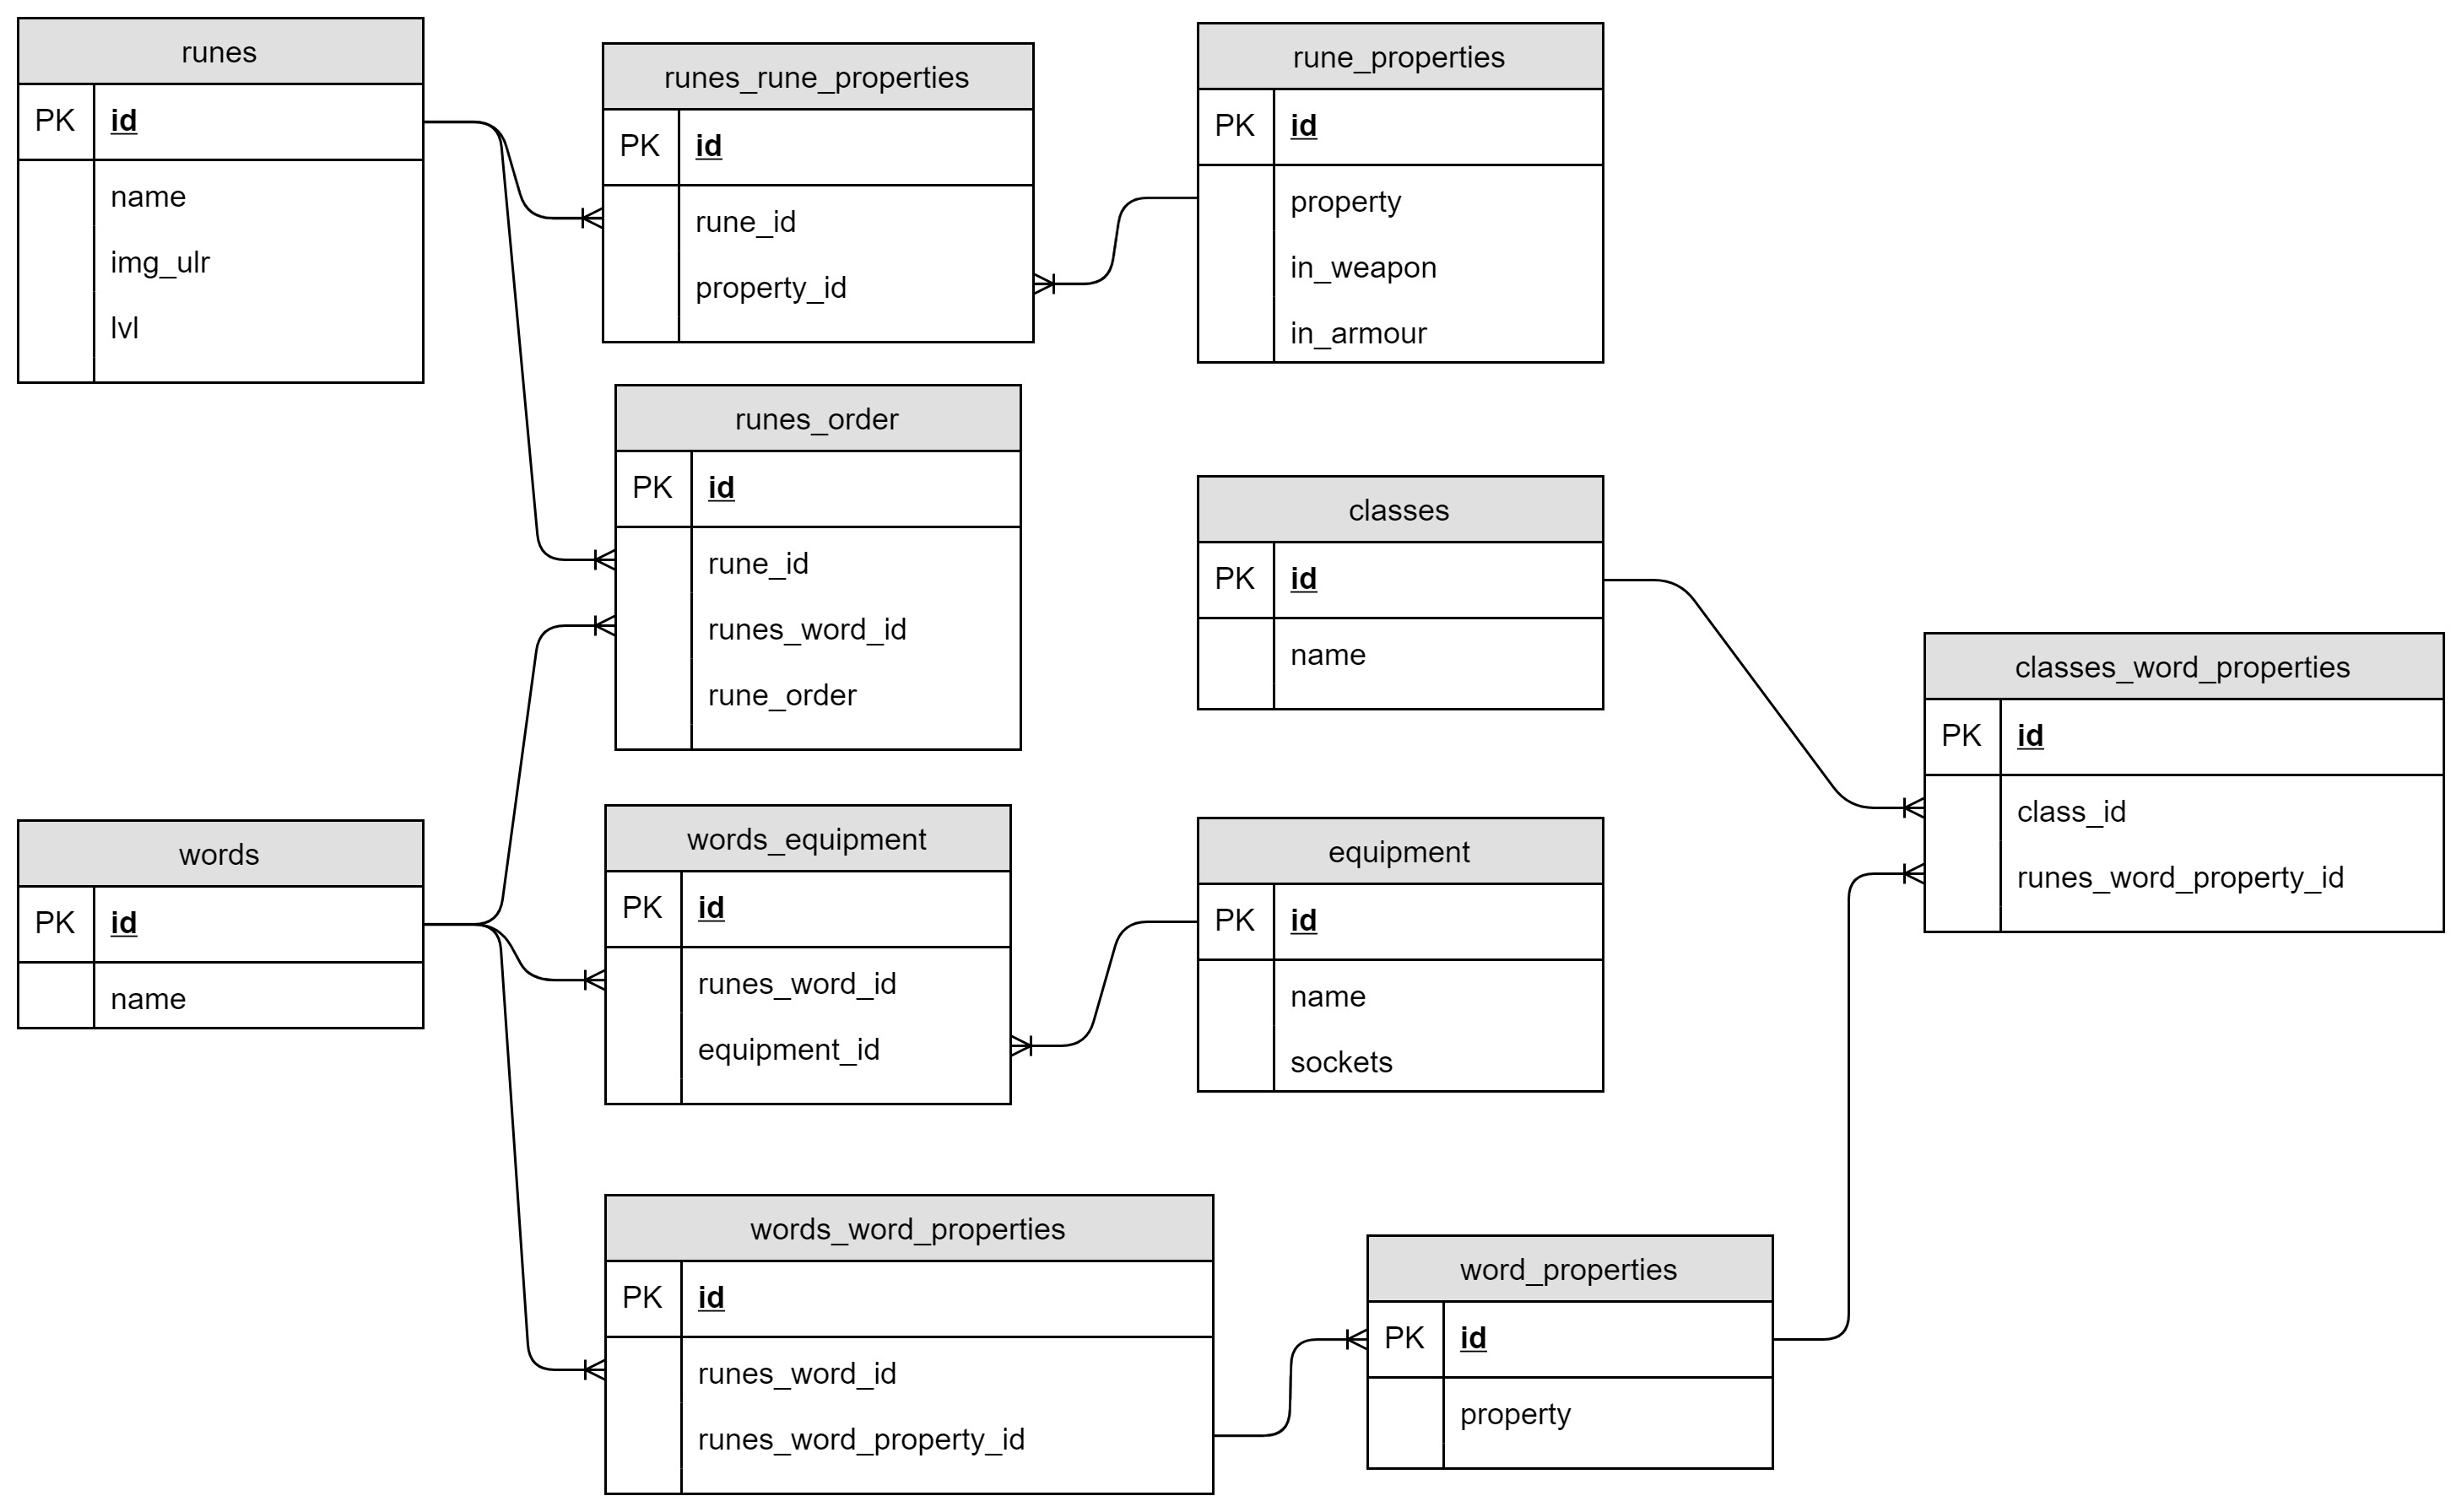 runes
PK id
name
img_ulr
lvl
runes_rune_properties
PK id
rune_id
property_id
rune_properties
PK id
property
in_weapon
in_armour
runes_order
PK id
rune_id
runes_word_id
rune_order
classes
PK id
name
classes_word_properties
PK id
class_id
runes_word_property_id
words
PK id
name
words_equipment
PK id
runes_word_id
equipment_id
equipment
PK id
name
sockets
words_word_properties
PK id
runes_word_id
runes_word_property_id
word_properties
PK id
property